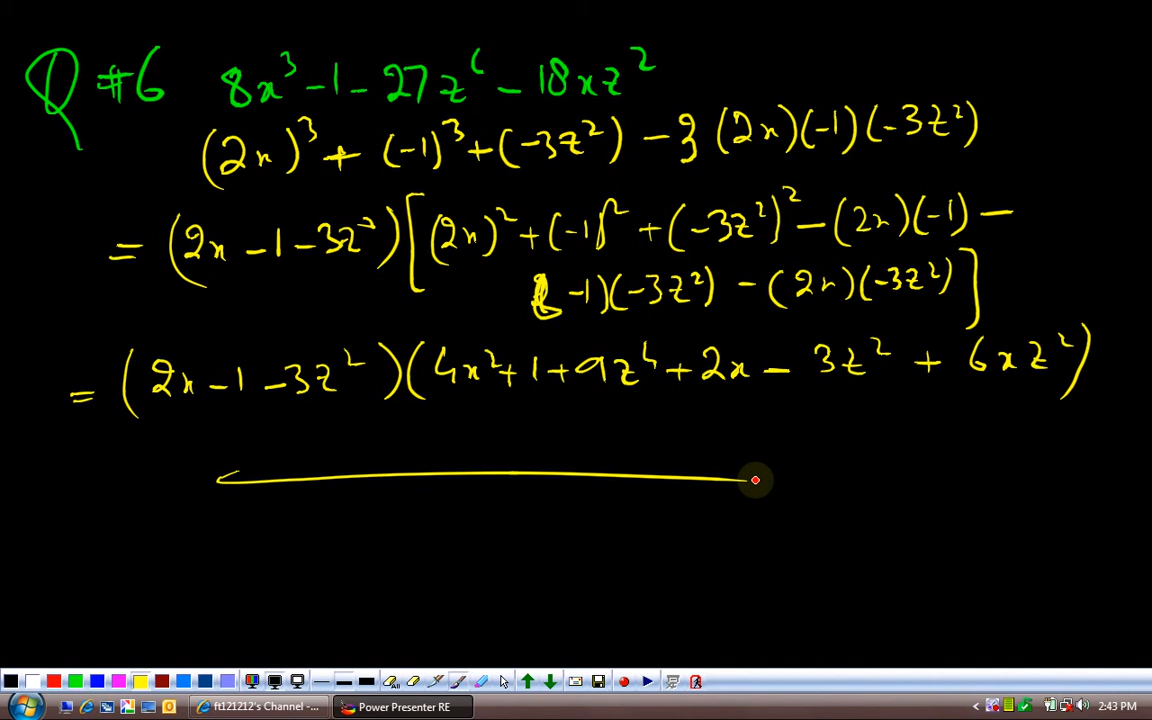 Q #6 8x³ - 1 - 27z⁶ - 18xz²
(2x)³ + (-1)³ + (-3z²) - 3(2x)(-1)(-3z²)
= (2x - 1 - 3z²)[(2x)² + (-1)² + (-3z²)² - (2x)(-1) -
(-1)(-3z²) - (2x)(-3z²)]
= (2x - 1 - 3z²)(4x² + 1 + 9z⁴ + 2x - 3z² + 6xz²)
ft121212's Channel -... Power Presenter RE 2:43 PM